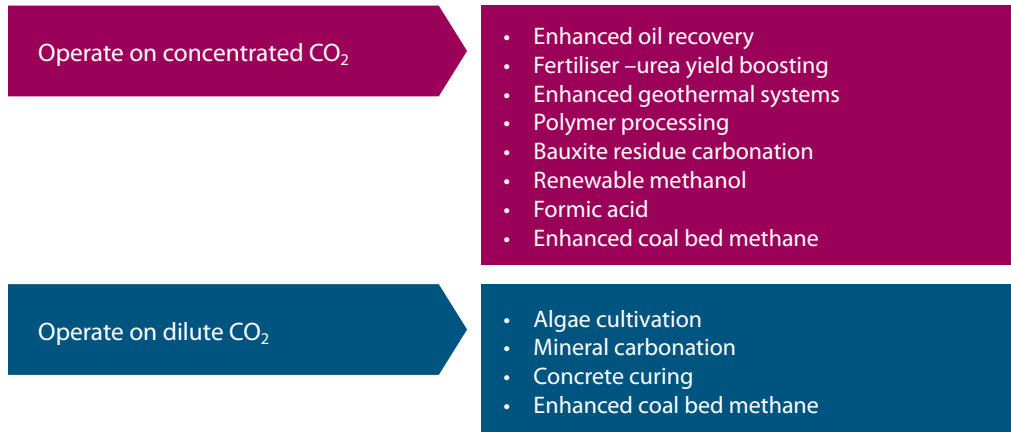 Operate on concentrated CO₂
• Enhanced oil recovery
• Fertiliser –urea yield boosting
• Enhanced geothermal systems
• Polymer processing
• Bauxite residue carbonation
• Renewable methanol
• Formic acid
• Enhanced coal bed methane
Operate on dilute CO₂
• Algae cultivation
• Mineral carbonation
• Concrete curing
• Enhanced coal bed methane